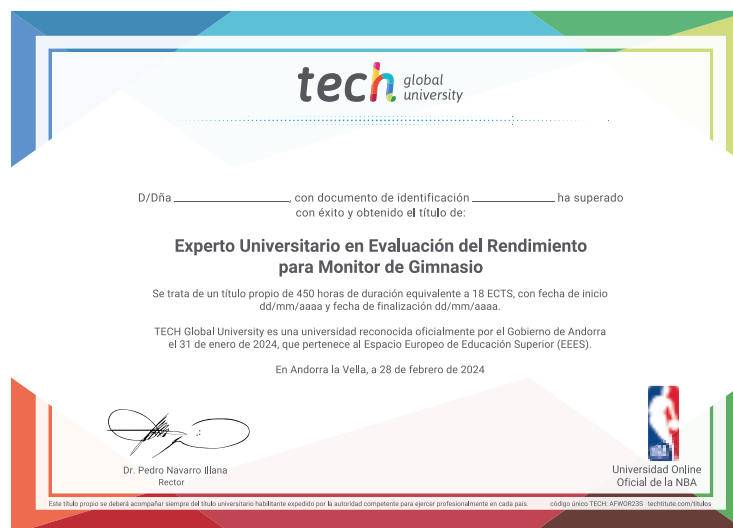 tech global university
D/Dña ____________________, con documento de identificación ______________ ha superado
con éxito y obtenido el título de:
Experto Universitario en Evaluación del Rendimiento
para Monitor de Gimnasio
Se trata de un título propio de 450 horas de duración equivalente a 18 ECTS, con fecha de inicio
dd/mm/aaaa y fecha de finalización dd/mm/aaaa.
TECH Global University es una universidad reconocida oficialmente por el Gobierno de Andorra
el 31 de enero de 2024, que pertenece al Espacio Europeo de Educación Superior (EEES).
En Andorra la Vella, a 28 de febrero de 2024
Dr. Pedro Navarro Illana
Rector
NBA
Universidad Online
Oficial de la NBA
Este título propio se deberá acompañar siempre del título universitario habilitante expedido por la autoridad competente para ejercer profesionalmente en cada país. código único TECH: AFWOR23S techtitute.com/titulos